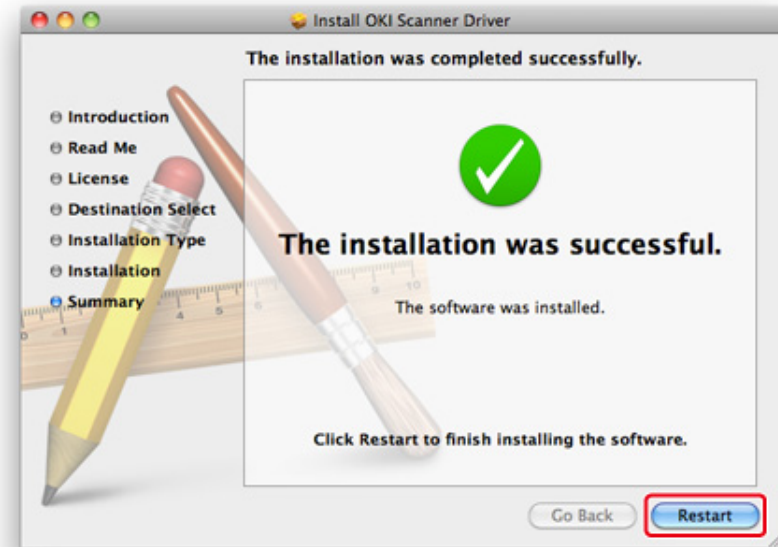 Install OKI Scanner Driver
The installation was completed successfully.
Introduction
Read Me
License
Destination Select
Installation Type
Installation
Summary
The installation was successful.
The software was installed.
Click Restart to finish installing the software.
Go Back
Restart